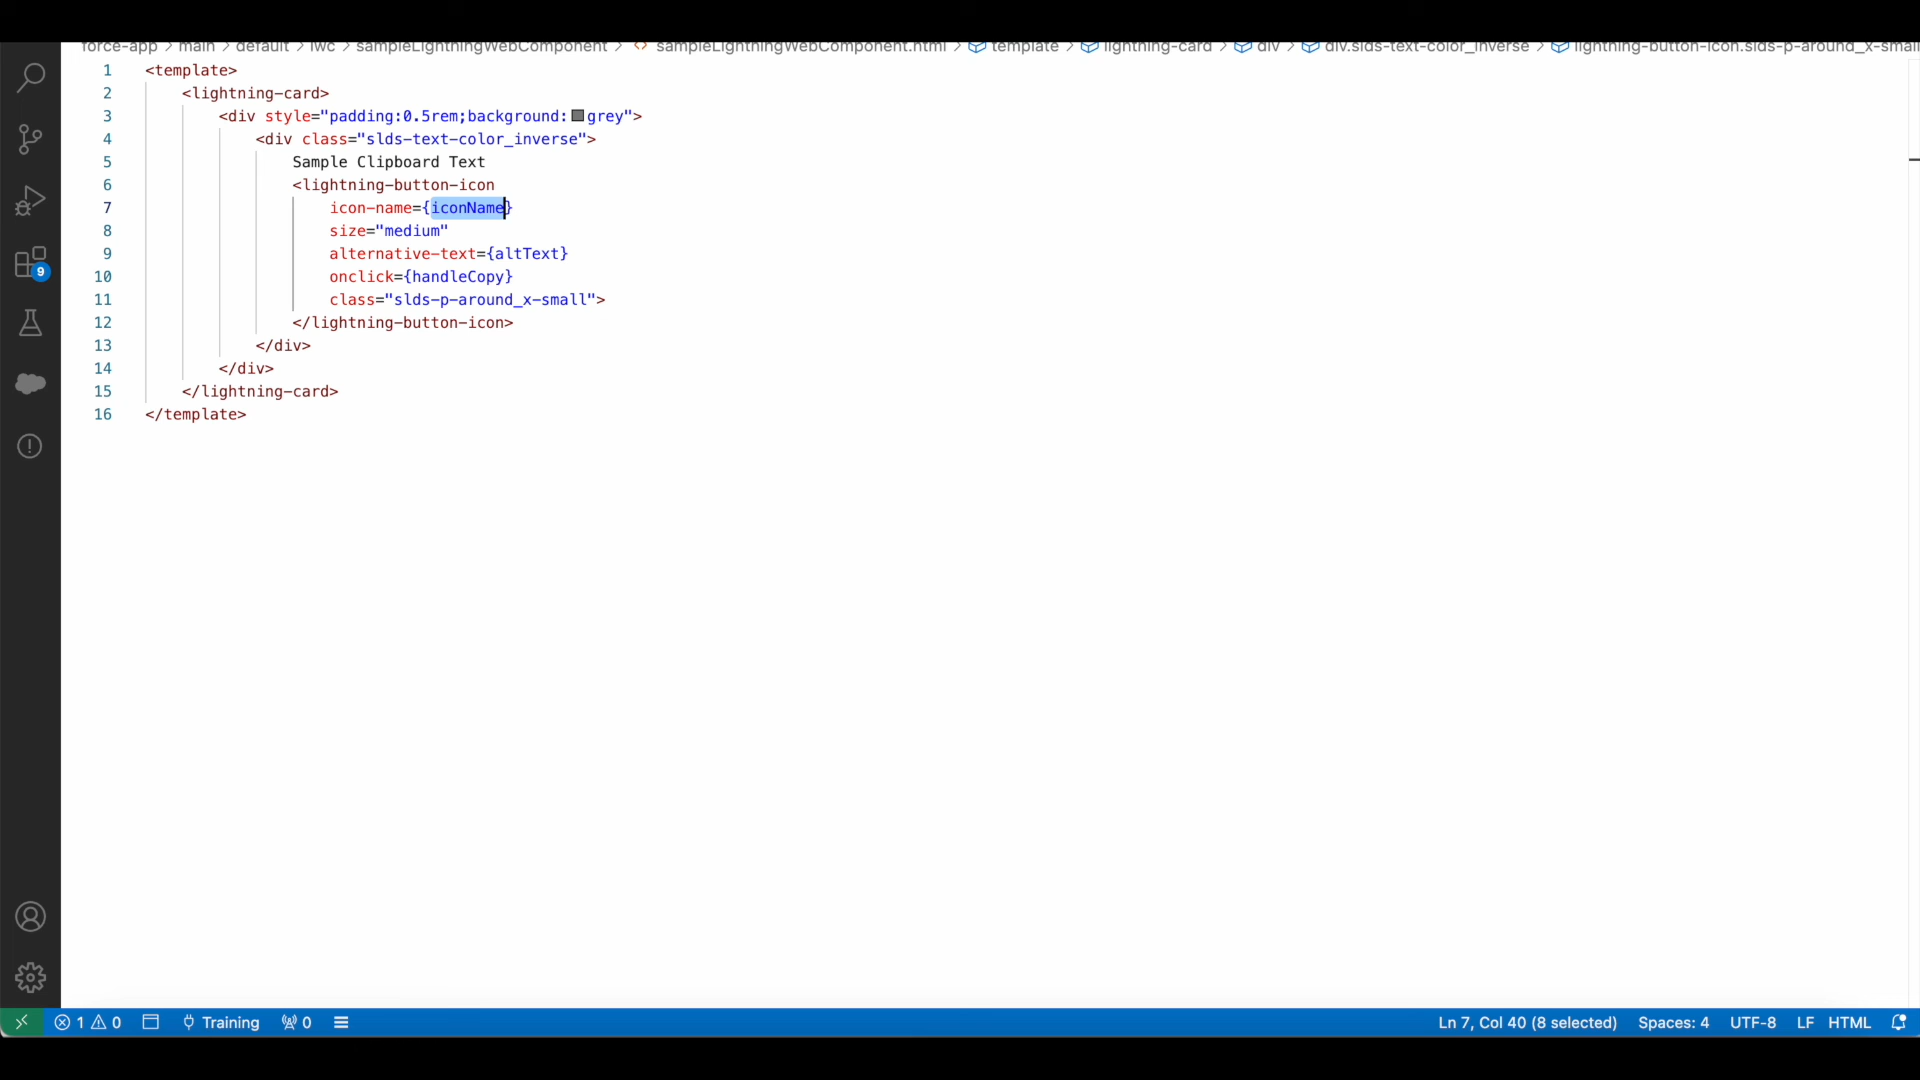 force-app > main > default > lwc > sampleLightningWebComponent > sampleLightningWebComponent.html > template > lightning-card > div > div.slds-text-color_inverse > lightning-button-icon.slds-p-around_x-small
1 <template>
2 <lightning-card>
3 <div style="padding:0.5rem;background:grey">
4 <div class="slds-text-color_inverse">
5 Sample Clipboard Text
6 <lightning-button-icon
7 icon-name={iconName}
8 size="medium"
9 alternative-text={altText}
10 onclick={handleCopy}
11 class="slds-p-around_x-small">
12 </lightning-button-icon>
13 </div>
14 </div>
15 </lightning-card>
16 </template>
9
1 0 Training 0 Ln 7, Col 40 (8 selected) Spaces: 4 UTF-8 LF HTML